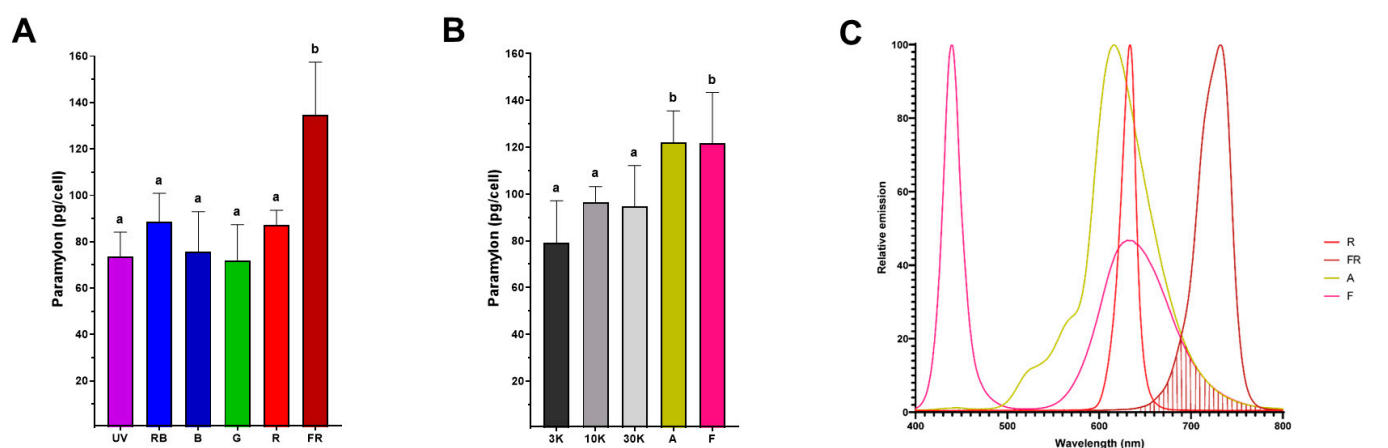 A
Paramylon (pg/cell)
160
140
120
100
80
60
40
20
a
a
a
a
a
b
UV RB B G R FR
B
Paramylon (pg/cell)
160
140
120
100
80
60
40
20
a
a
a
b
b
3K 10K 30K A F
C
Relative emission
100
80
60
40
20
0
400 500 600 700 800
Wavelength (nm)
R
FR
A
F